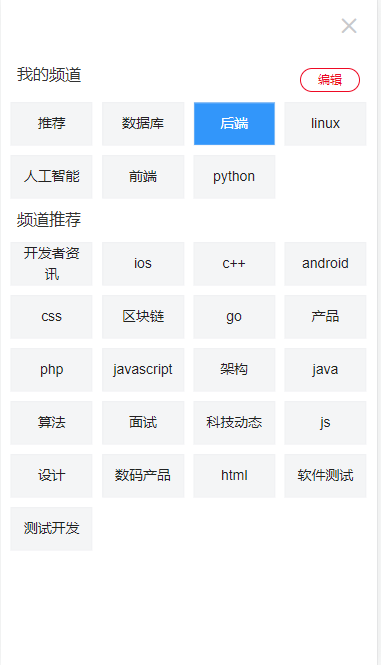 我的频道 编辑
推荐 数据库 后端 linux
人工智能 前端 python
频道推荐
开发者资讯 ios c++ android
css 区块链 go 产品
php javascript 架构 java
算法 面试 科技动态 js
设计 数码产品 html 软件测试
测试开发